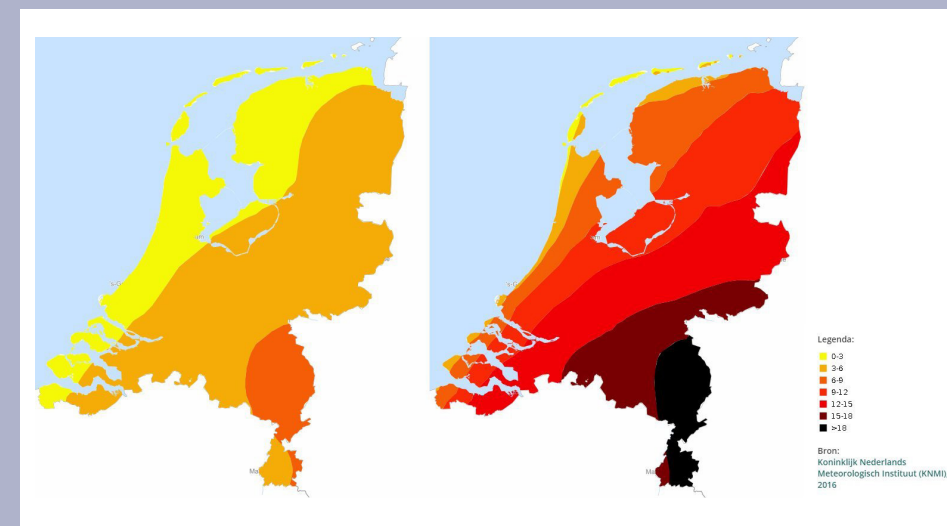 Legenda:
0-3
3-6
6-9
9-12
12-15
15-18
>18
Bron:
Koninklijk Nederlands
Meteorologisch Instituut (KNMI),
2016